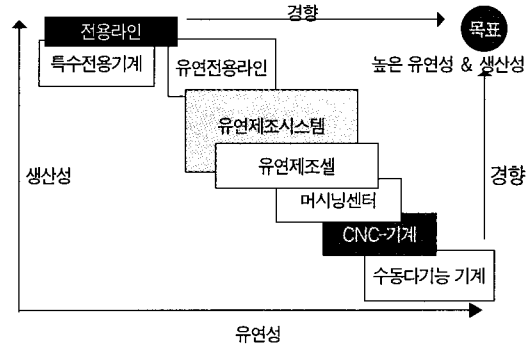 경향
전용라인
목표
특수전용기계
유연전용라인
높은 유연성 & 생산성
유연제조시스템
유연제조셀
생산성
경향
머시닝센터
CNC-기계
수동다기능 기계
유연성